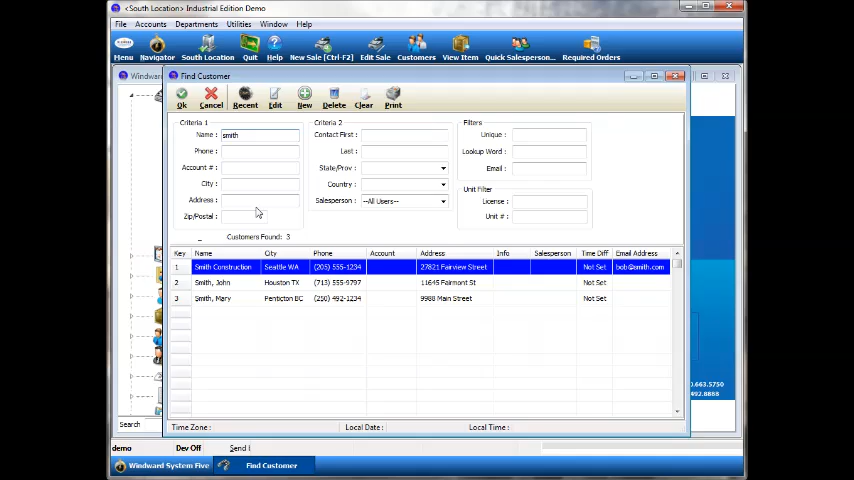 <South Location> Industrial Edition Demo
File Accounts Departments Utilities Window Help
Menu Navigator South Location Quit Help New Sale [Ctrl-F2] Edit Sale Customers View Item Quick Salesperson... Required Orders
Windward
Find Customer
Ok Cancel Recent Edit New Delete Clear Print
Criteria 1 Criteria 2 Filters
Name : smith Contact First : Unique :
Phone : Last : Lookup Word :
Account # : State/Prov : Email :
City : Country : Unit Filter
Address : Salesperson : --All Users-- License :
Zip/Postal : Unit # :
Customers Found: 3
Key Name City Phone Account Address Info Salesperson Time Diff Email Address
1 Smith Construction Seattle WA (205) 555-1234 27821 Fairview Street Not Set bob@smith.com
2 Smith, John Houston TX (713) 555-9797 11645 Fairmont St Not Set
3 Smith, Mary Penticton BC (250) 492-1234 9988 Main Street Not Set
.663.5750
.492.8888
Search
Time Zone : Local Date : Local Time :
demo Dev Off Send (
Windward System Five Find Customer